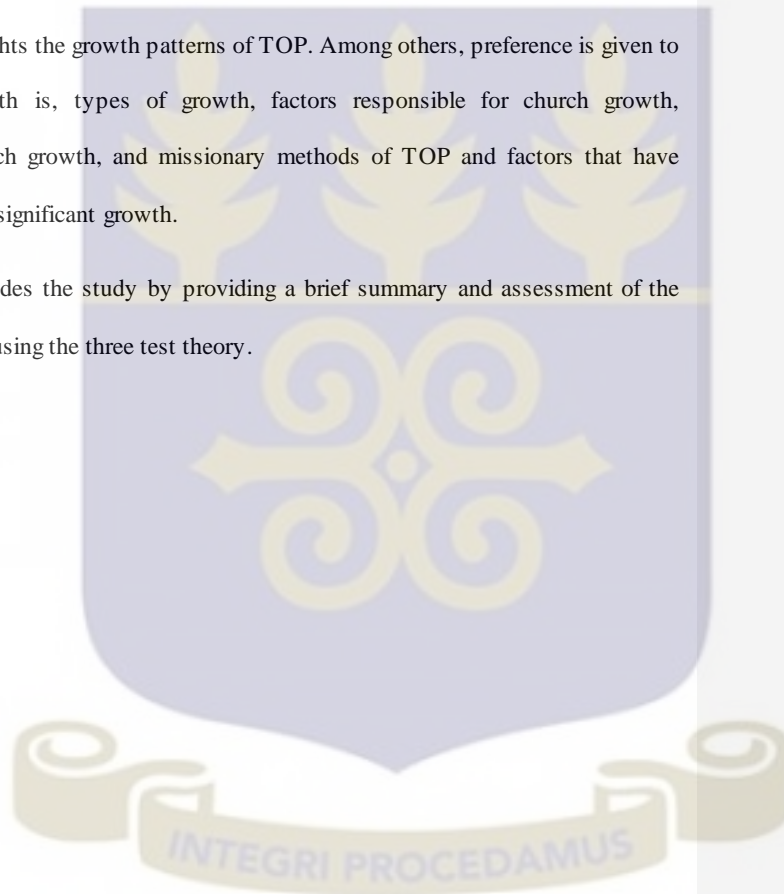 hts the growth patterns of TOP. Among others, preference is given to
th is, types of growth, factors responsible for church growth,
ch growth, and missionary methods of TOP and factors that have
significant growth.
des the study by providing a brief summary and assessment of the
using the three test theory.
INTEGRI PROCEDAMUS